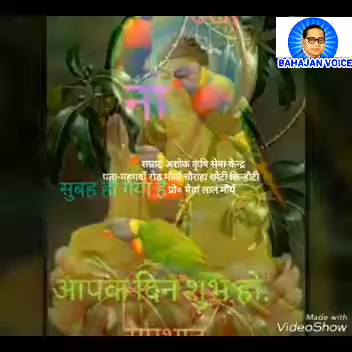 BAHAJAN VOICE
ना
सम्राट अशोक कृषि सेवा केन्द्र
पता-महगवाँ रोड चौराहा छोटी
सुबह हो गया है
प्रो० मेवा लाल मौर्य
आपके दिन शुभ हो.
Made with
VideoShow